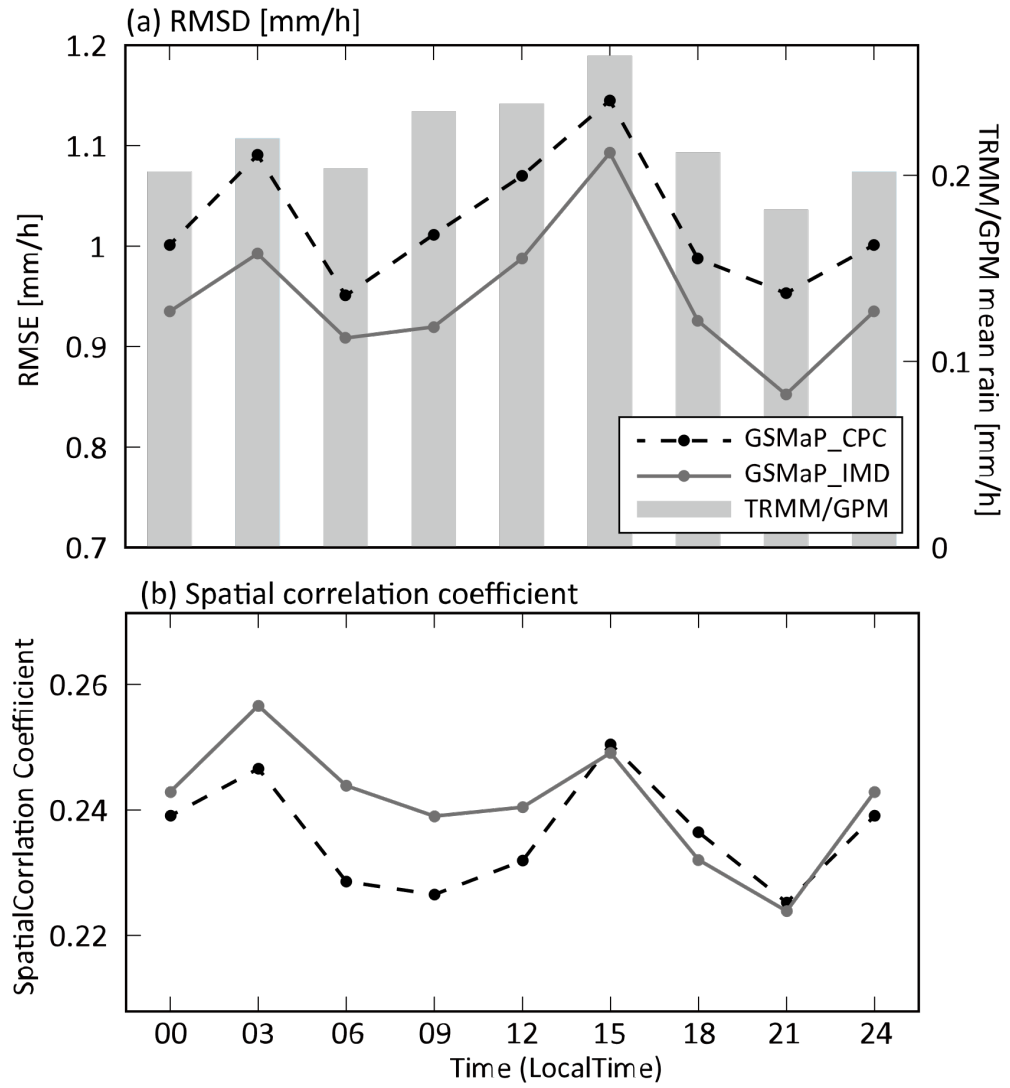 (a) RMSD [mm/h]
1.2
1.1
1
0.9
0.8
0.7
RMSE [mm/h]
0.2
0.1
0
TRMM/GPM mean rain [mm/h]
GSMaP_CPC
GSMaP_IMD
TRMM/GPM
(b) Spatial correlation coefficient
0.26
0.24
0.22
SpatialCorrlation Coeffiicient
00 03 06 09 12 15 18 21 24
Time (LocalTime)